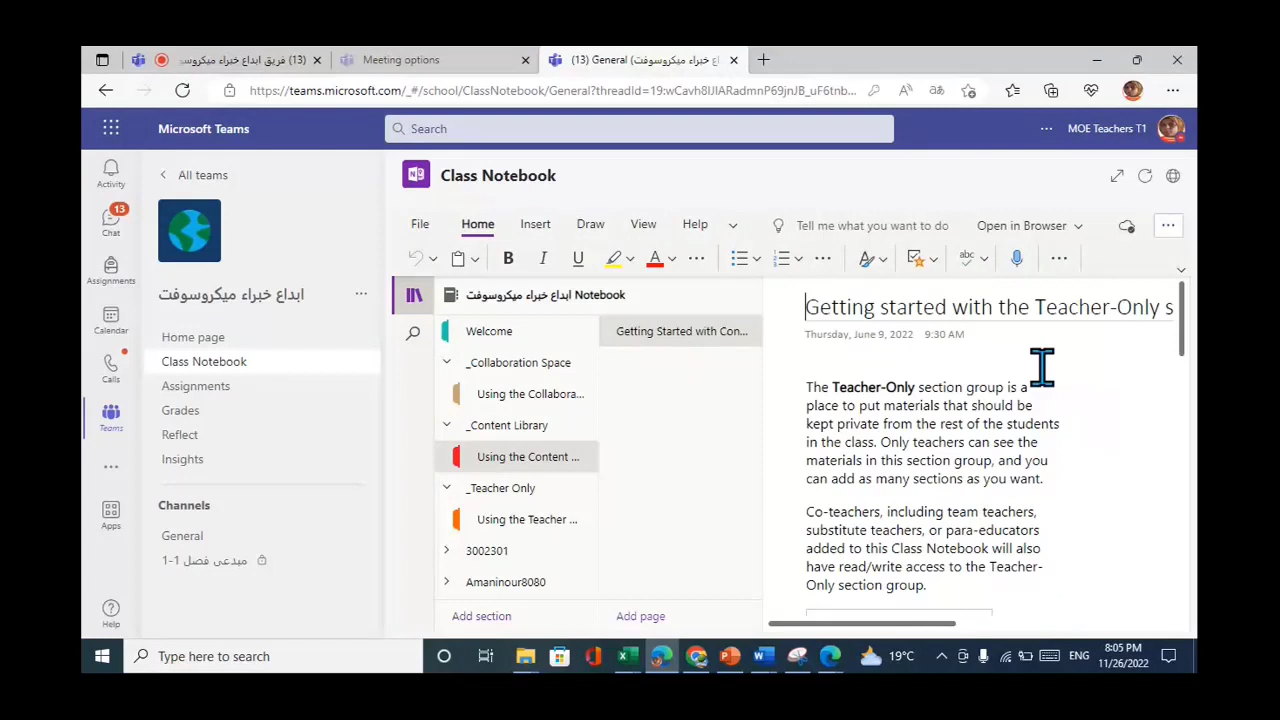 (13) فريق ابداع خبراء ميكروسو
Meeting options
(13) General (ابداع خبراء ميكروسوفت
https://teams.microsoft.com/_#/school/ClassNotebook/General?threadId=19:wCavh8IJIARadmnP69jnJB_uF6tnb...
Microsoft Teams
Search
MOE Teachers T1
Activity
13
Chat
Assignments
Calendar
Calls
Teams
Apps
Help
All teams
ابداع خبراء ميكروسوفت
Home page
Class Notebook
Assignments
Grades
Reflect
Insights
Channels
General
مبدعى فصل 1-1
Class Notebook
File Home Insert Draw View Help
Tell me what you want to do
Open in Browser
B I U A abc
ابداع خبراء ميكروسوفت Notebook
Welcome
_Collaboration Space
Using the Collabora...
_Content Library
Using the Content ...
_Teacher Only
Using the Teacher ...
3002301
Amaninour8080
Add section
Getting Started with Con...
Add page
Getting started with the Teacher-Only s
Thursday, June 9, 2022 9:30 AM
The Teacher-Only section group is a
place to put materials that should be
kept private from the rest of the students
in the class. Only teachers can see the
materials in this section group, and you
can add as many sections as you want.
Co-teachers, including team teachers,
substitute teachers, or para-educators
added to this Class Notebook will also
have read/write access to the Teacher-
Only section group.
Type here to search
19°C
ENG
8:05 PM
11/26/2022